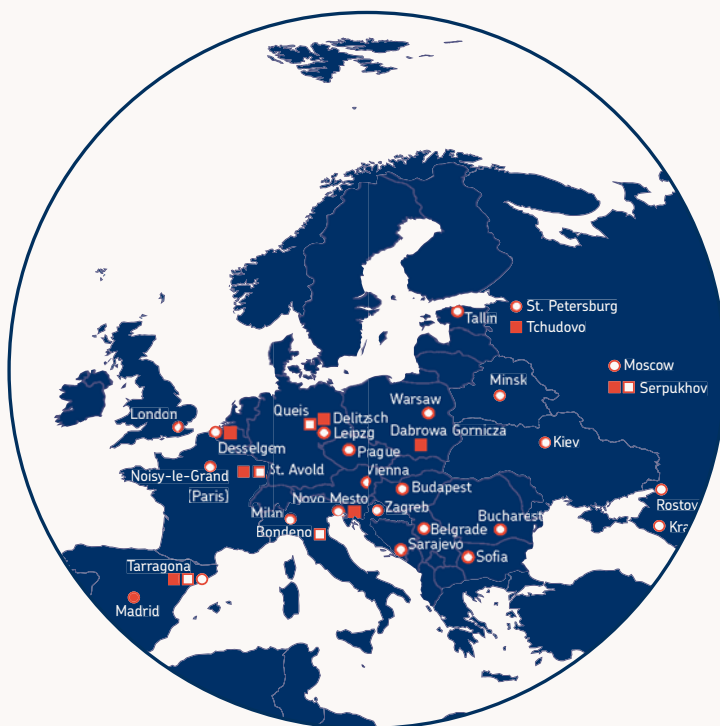 St. Petersburg
Tallin
Tchudovo
Moscow
Minsk
Serpukhov
Warsaw
London
Queis
Delitzsch
Leipzg
Dabrowa Gornicza
Kiev
Desselgem
Prague
Noisy-le-Grand
(Paris)
St. Avold
Vienna
Budapest
Novo Mesto
Rostov
Milan
Zagreb
Bucharest
Kra
Bondeno
Belgrade
Sarajevo
Sofia
Tarragona
Madrid